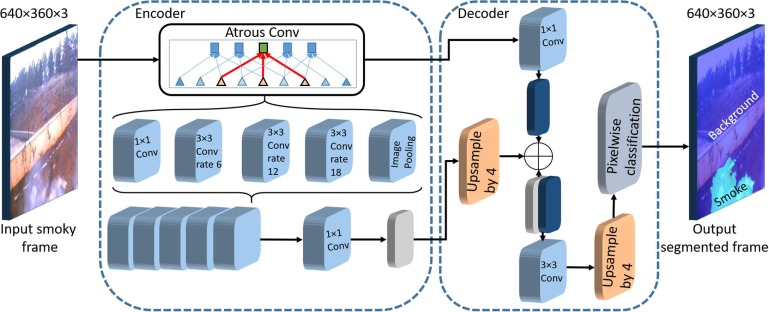 640×360×3
Encoder
Decoder
640×360×3
Atrous Conv
1×1
Conv
1×1
Conv
3×3
Conv
rate 6
3×3
Conv
rate
12
3×3
Conv
rate
18
Image
Pooling
Upsample
by 4
Pixelwise
classification
Background
Smoke
Input smoky
frame
1×1
Conv
3×3
Conv
Upsample
by 4
Output
segmented frame